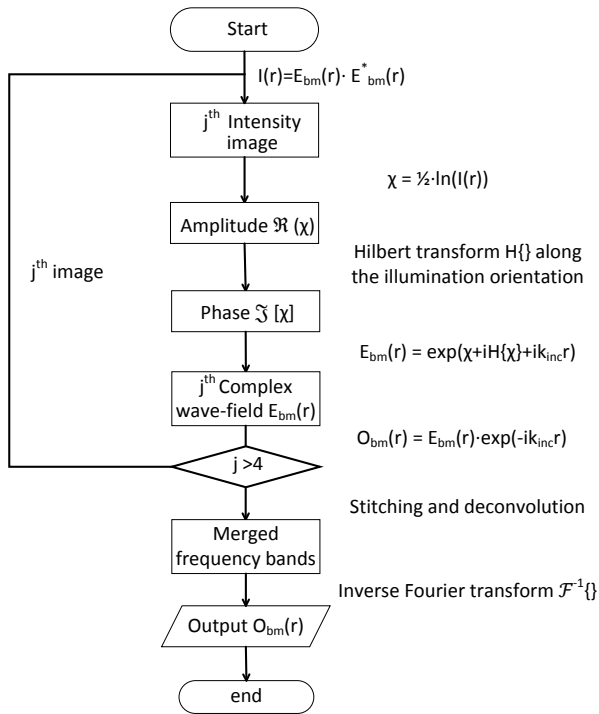 Start
I(r)=E_bm(r)· E^*_bm(r)
j^th Intensity
image
χ = ½·ln(I(r))
Amplitude ℜ (χ)
Hilbert transform H{} along
the illumination orientation
j^th image
Phase ℑ [χ]
E_bm(r) = exp(χ+iH{χ}+ik_inc r)
j^th Complex
wave-field E_bm(r)
O_bm(r) = E_bm(r)·exp(-ik_inc r)
j >4
Stitching and deconvolution
Merged
frequency bands
Inverse Fourier transform ℱ^-1{}
Output O_bm(r)
end